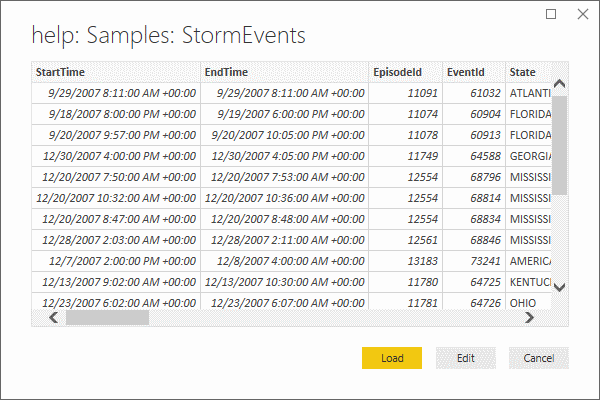 help: Samples: StormEvents
StartTime EndTime EpisodeId EventId State
9/29/2007 8:11:00 AM +00:00 9/29/2007 8:11:00 AM +00:00 11091 61032 ATLANTI
9/18/2007 8:00:00 PM +00:00 9/19/2007 6:00:00 PM +00:00 11074 60904 FLORIDA
9/20/2007 9:57:00 PM +00:00 9/20/2007 10:05:00 PM +00:00 11078 60913 FLORIDA
12/30/2007 4:00:00 PM +00:00 12/30/2007 4:05:00 PM +00:00 11749 64588 GEORGIA
12/20/2007 7:50:00 AM +00:00 12/20/2007 7:53:00 AM +00:00 12554 68796 MISSISSI
12/20/2007 10:32:00 AM +00:00 12/20/2007 10:36:00 AM +00:00 12554 68814 MISSISSI
12/20/2007 8:47:00 AM +00:00 12/20/2007 8:48:00 AM +00:00 12554 68834 MISSISSI
12/28/2007 2:03:00 AM +00:00 12/28/2007 2:11:00 AM +00:00 12561 68846 MISSISSI
12/7/2007 2:00:00 PM +00:00 12/8/2007 4:00:00 AM +00:00 13183 73241 AMERICA
12/13/2007 9:02:00 AM +00:00 12/13/2007 10:30:00 AM +00:00 11780 64725 KENTUC
12/23/2007 6:02:00 AM +00:00 12/23/2007 6:07:00 AM +00:00 11781 64726 OHIO
Load Edit Cancel